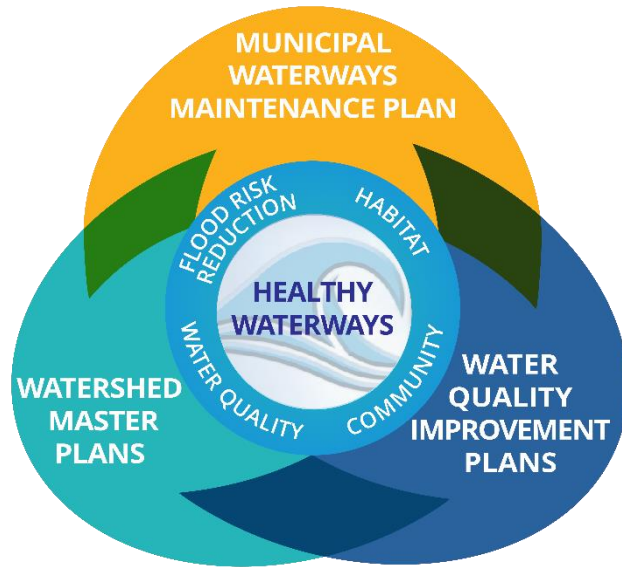 MUNICIPAL
WATERWAYS
MAINTENANCE PLAN
FLOOD RISK
REDUCTION
HABITAT
HEALTHY
WATERWAYS
WATER QUALITY
COMMUNITY
WATERSHED
MASTER
PLANS
WATER
QUALITY
IMPROVEMENT
PLANS